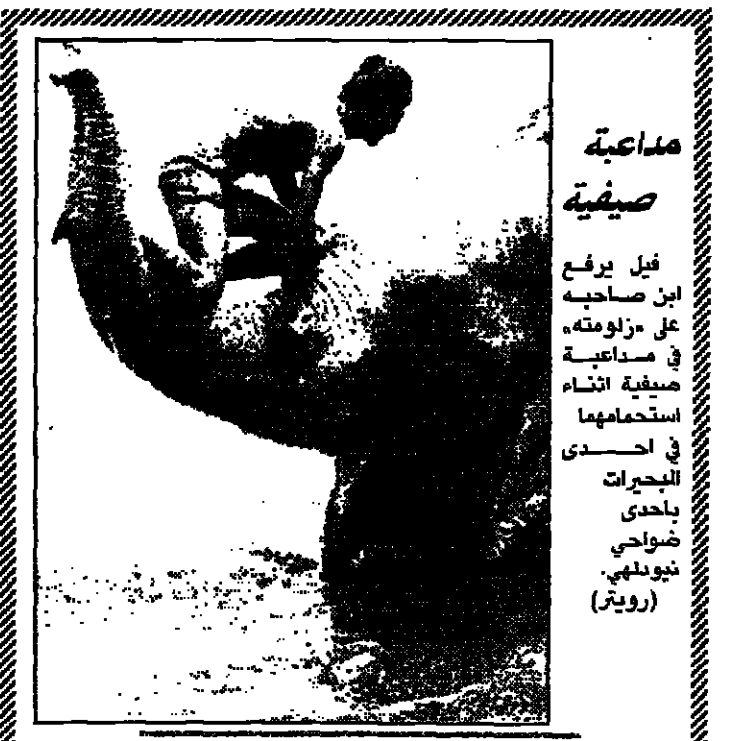 مداعبة
صيفية
فيل يرفع
ابن صاحبه
على «زلومته»
في مداعبة
صيفية اثناء
استحمامهما
في احدى
البحيرات
باحدى
ضواحي
نيودلهي.
(رويتر)